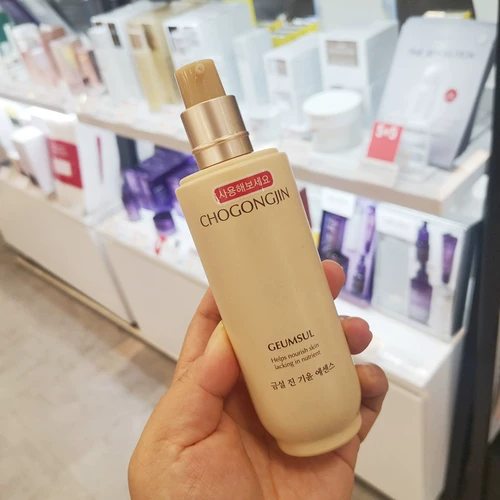 사용해보세요
CHOGONGJIN
GEUMSUL
Helps nourish skin
lacking in nutrient
금설 진 기윤 에센스